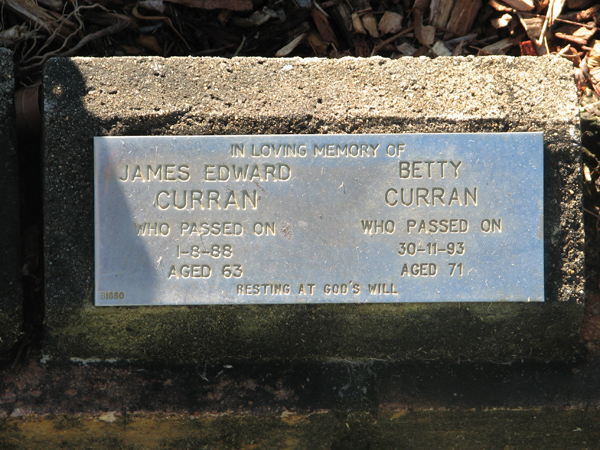 IN LOVING MEMORY OF
JAMES EDWARD
CURRAN
WHO PASSED ON
1-8-88
AGED 63
BETTY
CURRAN
WHO PASSED ON
30-11-93
AGED 71
RESTING AT GOD'S WILL